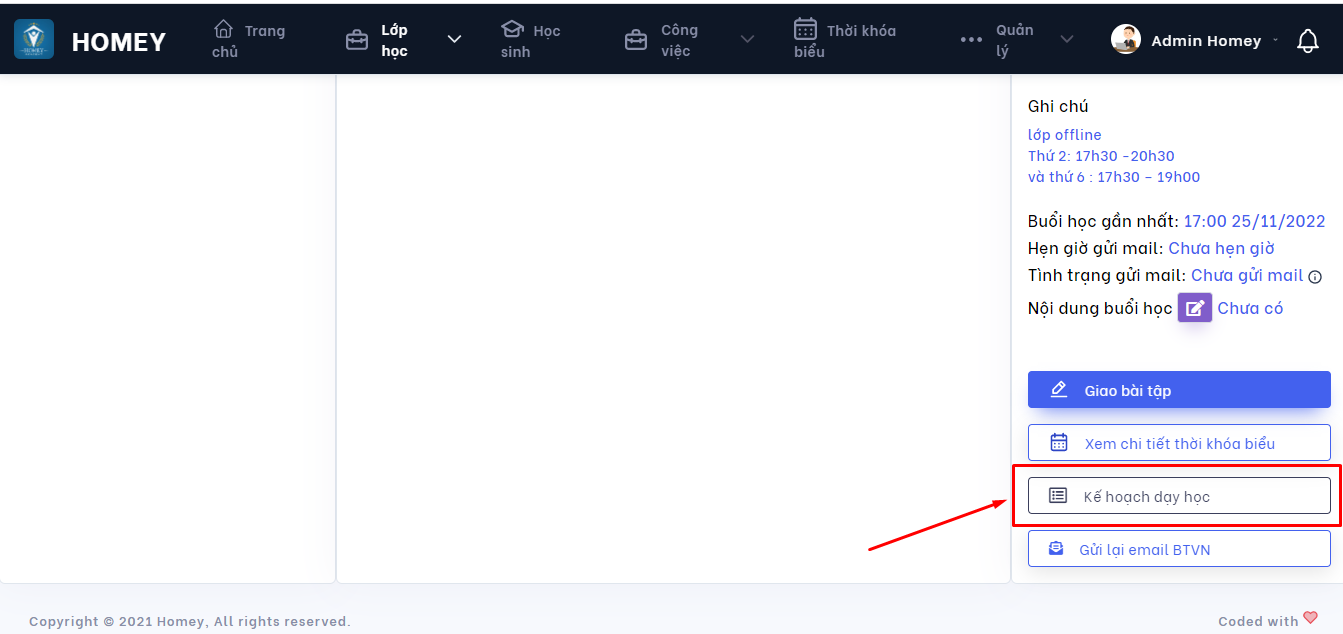 HOMEY
Trang
chủ
Lớp
học
Học
sinh
Công
việc
Thời khóa
biểu
Quản
lý
Admin Homey
Ghi chú
lớp offline
Thứ 2: 17h30 -20h30
và thứ 6 : 17h30 - 19h00
Buổi học gần nhất: 17:00 25/11/2022
Hẹn giờ gửi mail: Chưa hẹn giờ
Tình trạng gửi mail: Chưa gửi mail
Nội dung buổi học Chưa có
Giao bài tập
Xem chi tiết thời khóa biểu
Kế hoạch dạy học
Gửi lại email BTVN
Copyright © 2021 Homey, All rights reserved.
Coded with